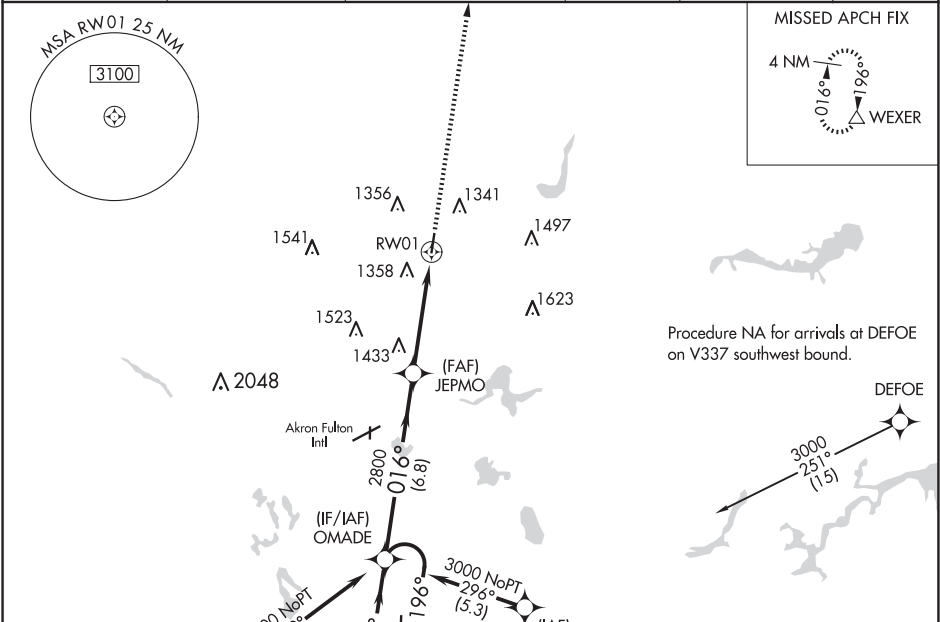 MSA RW01 25 NM
3100
MISSED APCH FIX
4 NM
016°
196°
WEXER
1356
1341
1541
1497
RW01
1358
1623
1523
1433
Procedure NA for arrivals at DEFOE
on V337 southwest bound.
(FAF)
JEPMO
2048
DEFOE
Akron Fulton
Intl
3000
251°
(15)
2800
016°
(6.8)
(IF/IAF)
OMADE
3000 NoPT
296°
(5.3)
196°
00 NoPT
(IAF)